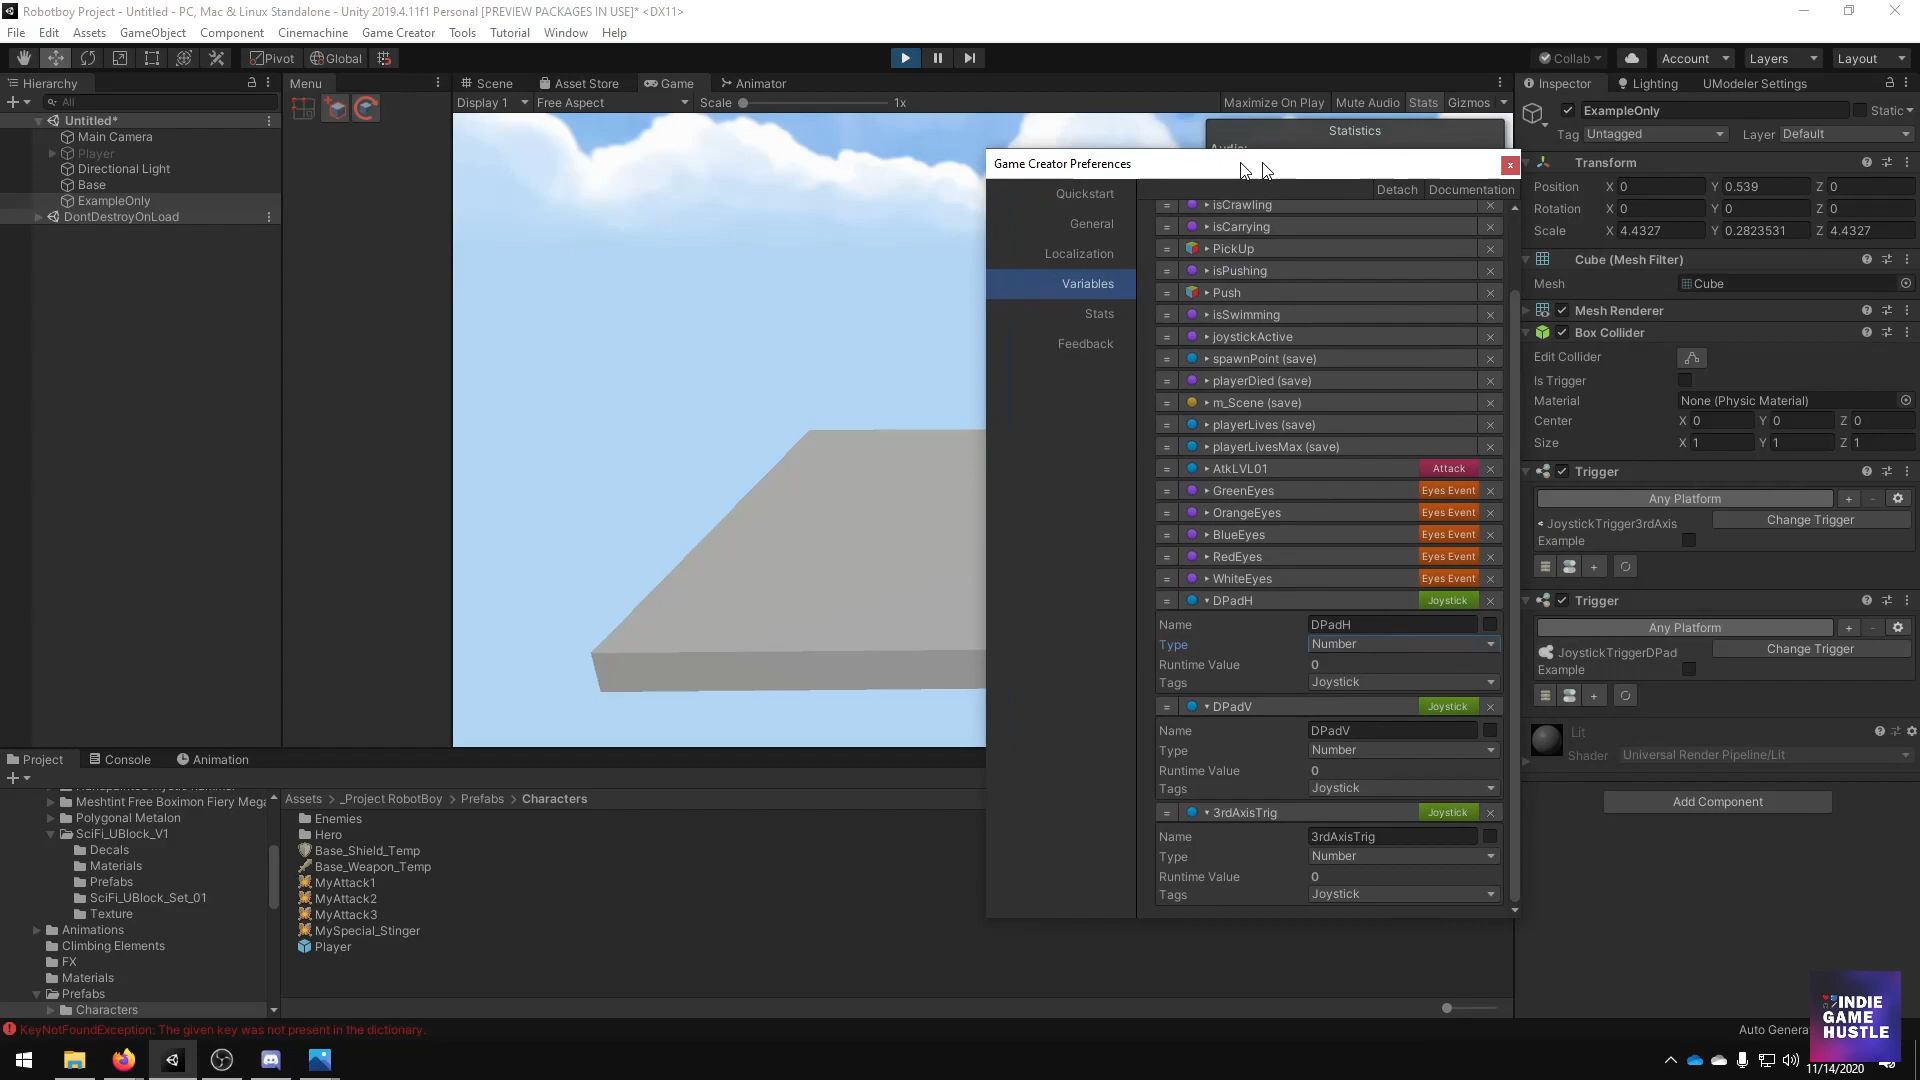 Robotboy Project - Untitled - PC, Mac & Linux Standalone - Unity 2019.4.11f1 Personal [PREVIEW PACKAGES IN USE]* <DX11>
File Edit Assets GameObject Component Cinemachine Game Creator Tools Tutorial Window Help
Pivot Global Collab Account Layers Layout
Hierarchy
All
Untitled*
Main Camera
Player
Directional Light
Base
ExampleOnly
DontDestroyOnLoad
Menu
Scene Asset Store Game Animator
Display 1 Free Aspect Scale 1x Maximize On Play Mute Audio Stats Gizmos
Statistics
Audio:
Game Creator Preferences
Quickstart
General
Localization
Variables
Stats
Feedback
Detach Documentation
isCrawling
isCarrying
PickUp
isPushing
Push
isSwimming
joystickActive
spawnPoint (save)
playerDied (save)
m_Scene (save)
playerLives (save)
playerLivesMax (save)
AtkLVL01 Attack
GreenEyes Eyes Event
OrangeEyes Eyes Event
BlueEyes Eyes Event
RedEyes Eyes Event
WhiteEyes Eyes Event
DPadH Joystick
Name DPadH
Type Number
Runtime Value 0
Tags Joystick
DPadV Joystick
Name DPadV
Type Number
Runtime Value 0
Tags Joystick
3rdAxisTrig Joystick
Name 3rdAxisTrig
Type Number
Runtime Value 0
Tags Joystick
Inspector Lighting UModeler Settings
ExampleOnly Static
Tag Untagged Layer Default
Transform
Position X 0 Y 0.539 Z 0
Rotation X 0 Y 0 Z 0
Scale X 4.4327 Y 0.2823531 Z 4.4327
Cube (Mesh Filter)
Mesh Cube
Mesh Renderer
Box Collider
Edit Collider
Is Trigger
Material None (Physic Material)
Center X 0 Y 0 Z 0
Size X 1 Y 1 Z 1
Trigger
Any Platform + -
JoystickTrigger3rdAxis Change Trigger
Example
Trigger
Any Platform + -
JoystickTriggerDPad Change Trigger
Example
Lit
Shader Universal Render Pipeline/Lit
Add Component
Project Console Animation
Meshtint Free Boximon Fiery Mega
Polygonal Metalon
SciFi_UBlock_V1
Decals
Materials
Prefabs
SciFi_UBlock_Set_01
Texture
Animations
Climbing Elements
FX
Materials
Prefabs
Characters
Assets > _Project RobotBoy > Prefabs > Characters
Enemies
Hero
Base_Shield_Temp
Base_Weapon_Temp
MyAttack1
MyAttack2
MyAttack3
MySpecial_Stinger
Player
KeyNotFoundException: The given key was not present in the dictionary.
Auto Genera
INDIE
GAME
HUSTLE
11/14/2020